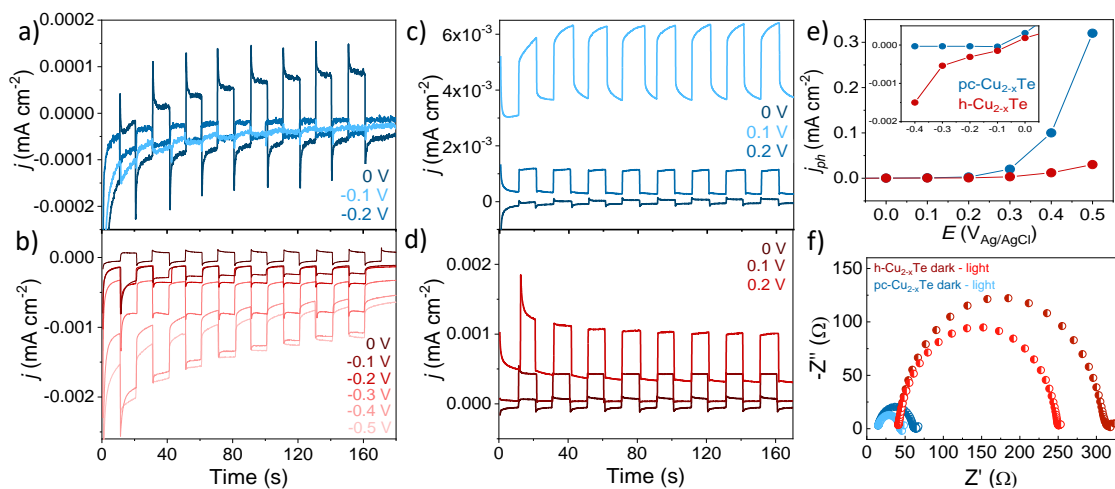 a)
j (mA cm-2)
0.0002
0.0001
0.0000
-0.0001
-0.0002
0 V
-0.1 V
-0.2 V
b)
j (mA cm-2)
0.000
-0.001
-0.002
0 V
-0.1 V
-0.2 V
-0.3 V
-0.4 V
-0.5 V
0 40 80 120 160
Time (s)
c)
j (mA cm-2)
6x10-3
4x10-3
2x10-3
0
0 V
0.1 V
0.2 V
d)
j (mA cm-2)
0.002
0.001
0.000
0 V
0.1 V
0.2 V
0 40 80 120 160
Time (s)
e)
jph (mA cm-2)
0.3
0.2
0.1
0.0
0.000
-0.001
-0.002
-0.4 -0.3 -0.2 -0.1 0.0
pc-Cu2-xTe
h-Cu2-xTe
0.0 0.1 0.2 0.3 0.4 0.5
E (VAg/AgCl)
f)
-Z'' (Ω)
150
125
100
75
50
25
0
h-Cu2-xTe dark - light
pc-Cu2-xTe dark - light
0 50 100 150 200 250 300
Z' (Ω)